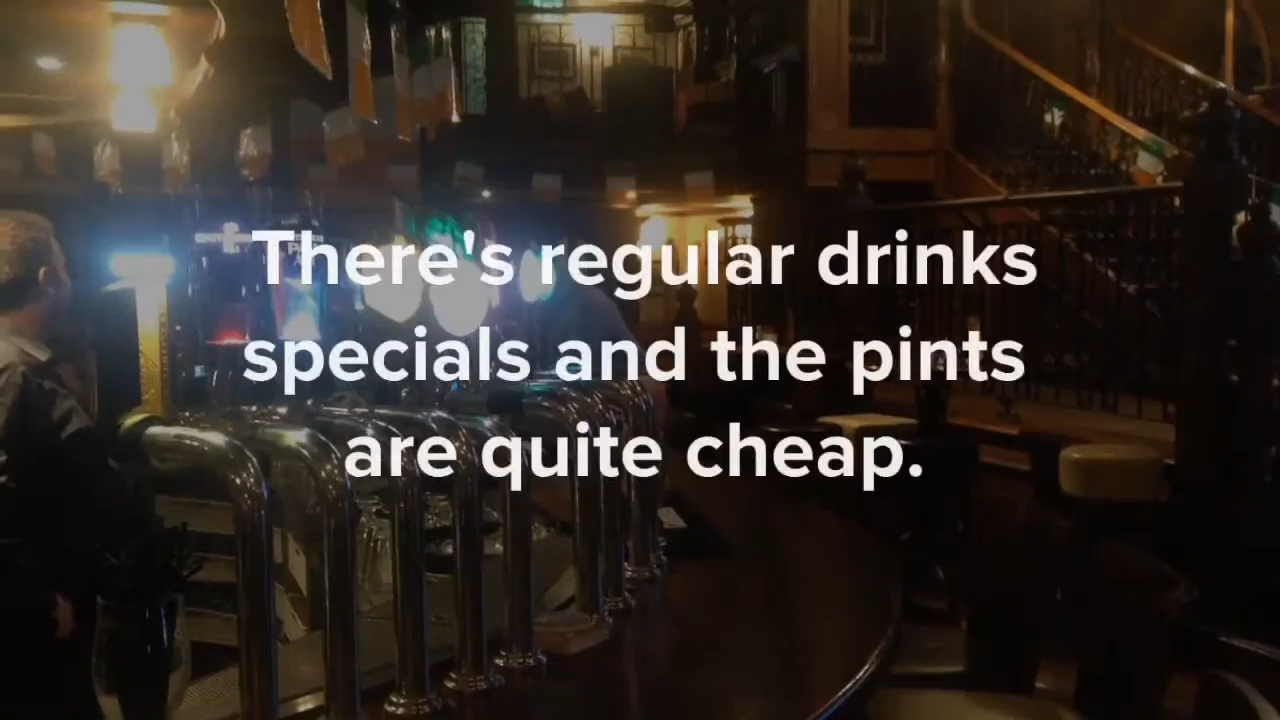 There's regular drinks
specials and the pints
are quite cheap.